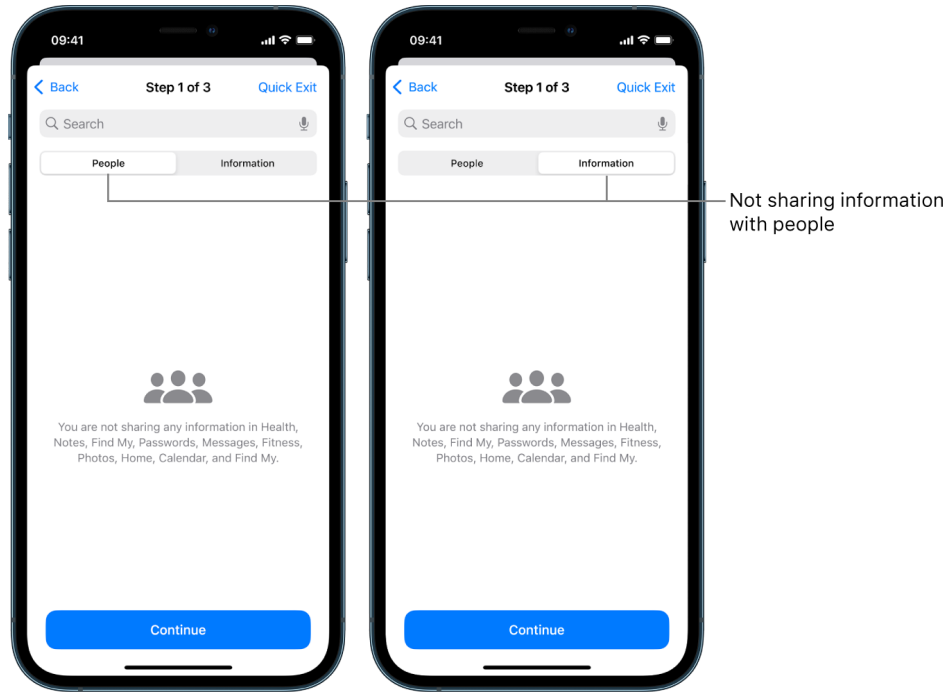 09:41
Back Step 1 of 3 Quick Exit
Search
People Information
You are not sharing any information in Health,
Notes, Find My, Passwords, Messages, Fitness,
Photos, Home, Calendar, and Find My.
Continue
09:41
Back Step 1 of 3 Quick Exit
Search
People Information
You are not sharing any information in Health,
Notes, Find My, Passwords, Messages, Fitness,
Photos, Home, Calendar, and Find My.
Continue
Not sharing information
with people